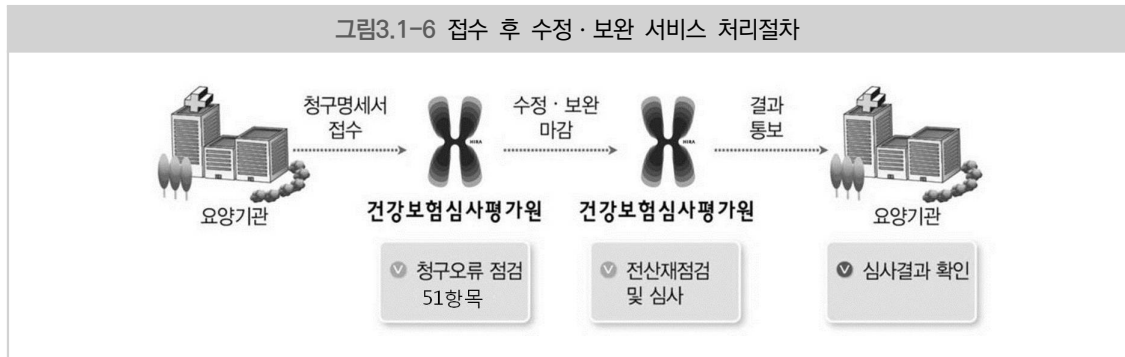 그림3.1-6 접수 후 수정·보완 서비스 처리절차
청구명세서
접수
수정·보완
마감
결과
통보
HIRA
HIRA
요양기관
건강보험심사평가원
건강보험심사평가원
요양기관
청구오류 점검
51항목
전산재점검
및 심사
심사결과 확인